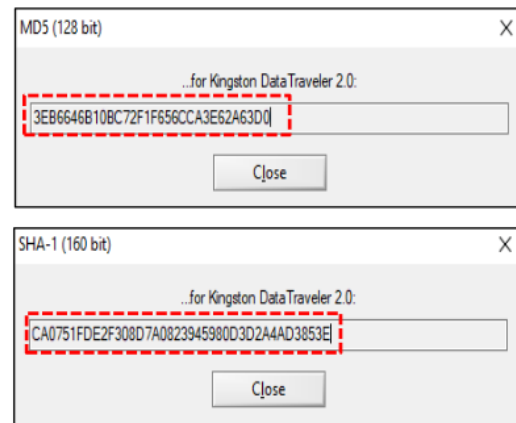 MD5 (128 bit)
...for Kingston DataTraveler 2.0:
3EB6646B10BC72F1F656CCA3E62A63D0
Close
SHA-1 (160 bit)
...for Kingston DataTraveler 2.0:
CA0751FDE2F308D7A0823945980D3D2A4AD3853E
Close